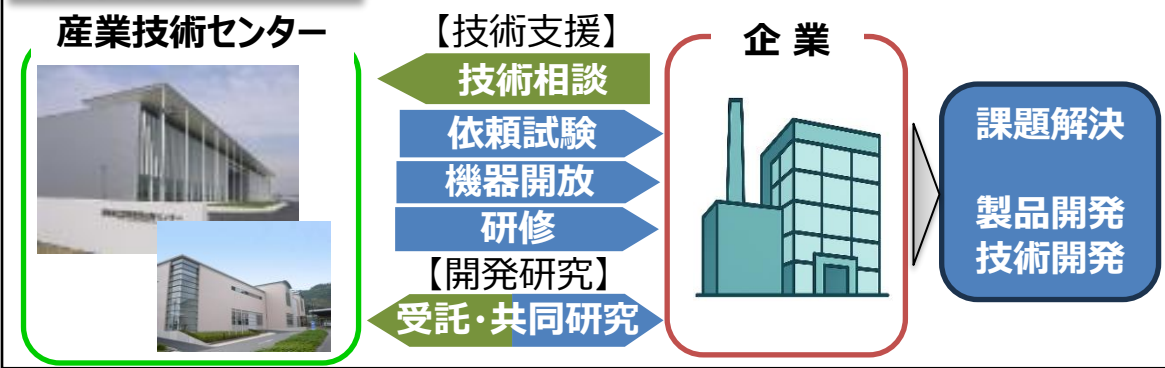 産業技術センター
【技術支援】
技術相談
依頼試験
機器開放
研修
【開発研究】
受託・共同研究
企 業
課題解決
製品開発
技術開発